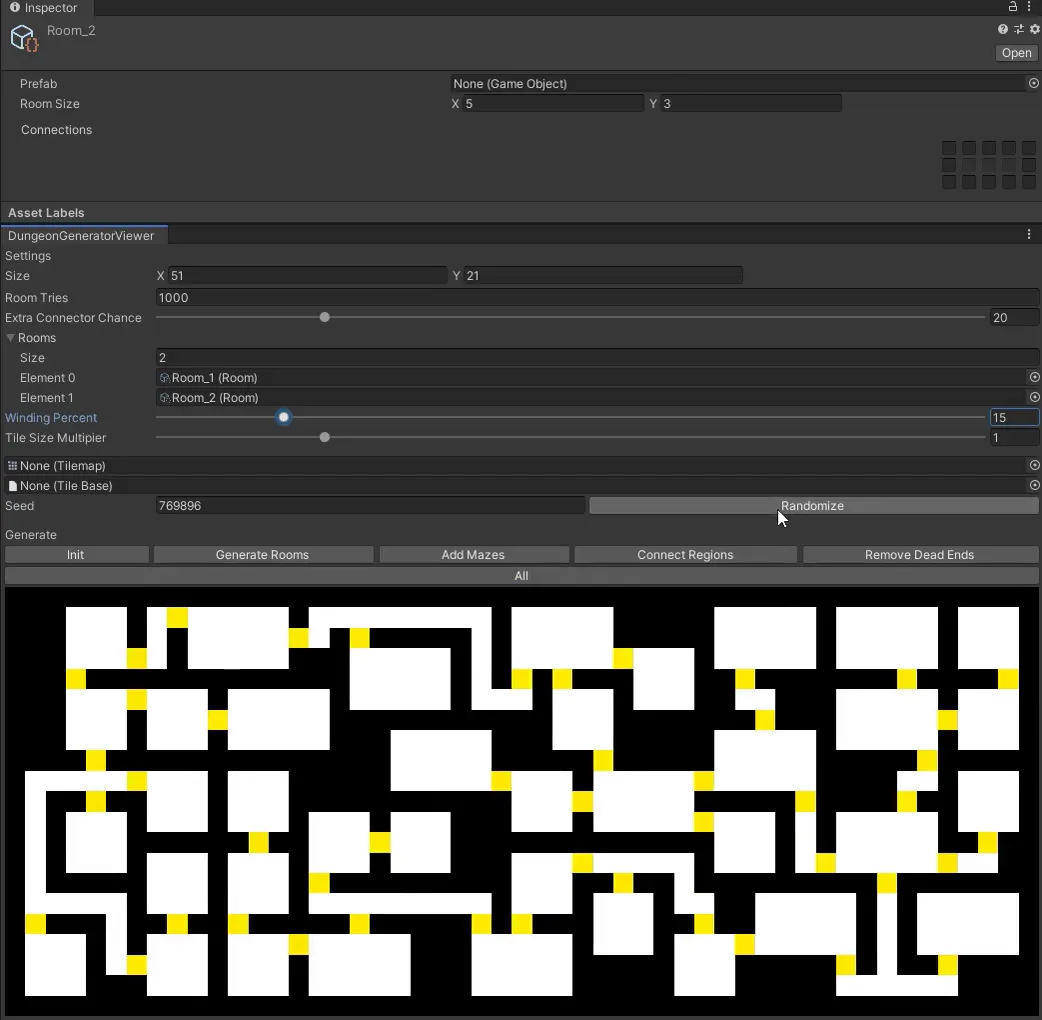 Inspector
Room_2
Open
Prefab None (Game Object)
Room Size X 5 Y 3
Connections
Asset Labels
DungeonGeneratorViewer
Settings
Size X 51 Y 21
Room Tries 1000
Extra Connector Chance 20
Rooms
Size 2
Element 0 Room_1 (Room)
Element 1 Room_2 (Room)
Winding Percent 15
Tile Size Multipier 1
None (Tilemap)
None (Tile Base)
Seed 769896 Randomize
Generate
Init Generate Rooms Add Mazes Connect Regions Remove Dead Ends
All